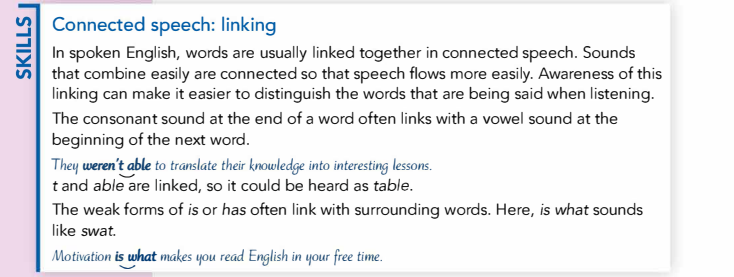 SKILLS
Connected speech: linking
In spoken English, words are usually linked together in connected speech. Sounds
that combine easily are connected so that speech flows more easily. Awareness of this
linking can make it easier to distinguish the words that are being said when listening.
The consonant sound at the end of a word often links with a vowel sound at the
beginning of the next word.
They weren't able to translate their knowledge into interesting lessons.
t and able are linked, so it could be heard as table.
The weak forms of is or has often link with surrounding words. Here, is what sounds
like swat.
Motivation is what makes you read English in your free time.